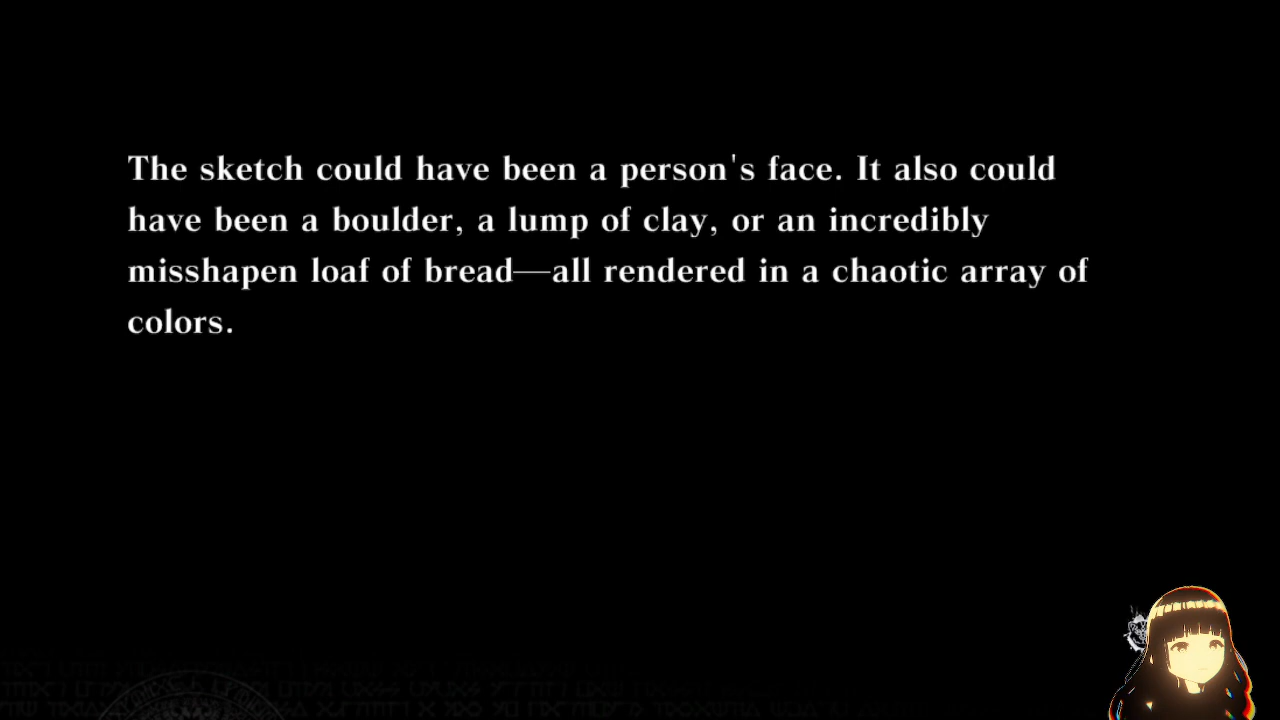 The sketch could have been a person's face. It also could
have been a boulder, a lump of clay, or an incredibly
misshapen loaf of bread—all rendered in a chaotic array of
colors.